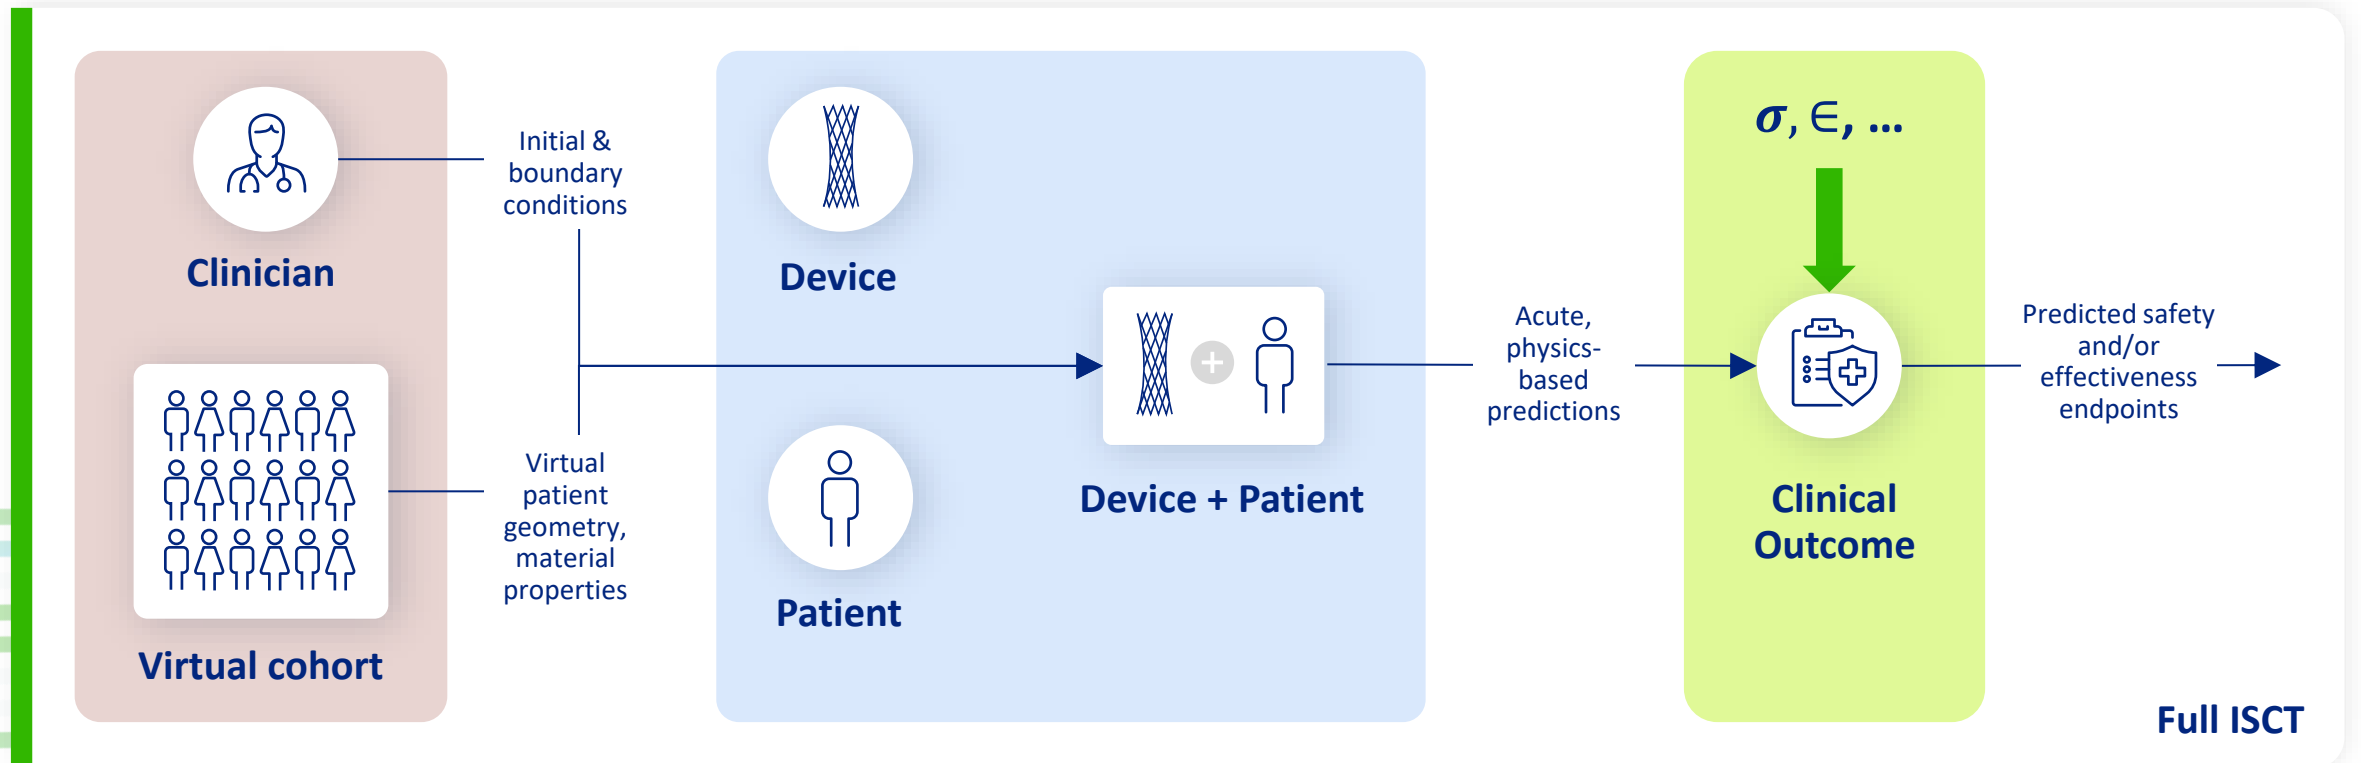 Clinician
Virtual cohort
Initial &
boundary
conditions
Virtual
patient
geometry,
material
properties
Device
Patient
Device + Patient
Acute,
physics-
based
predictions
σ, ∈, ...
Clinical
Outcome
Predicted safety
and/or
effectiveness
endpoints
Full ISCT